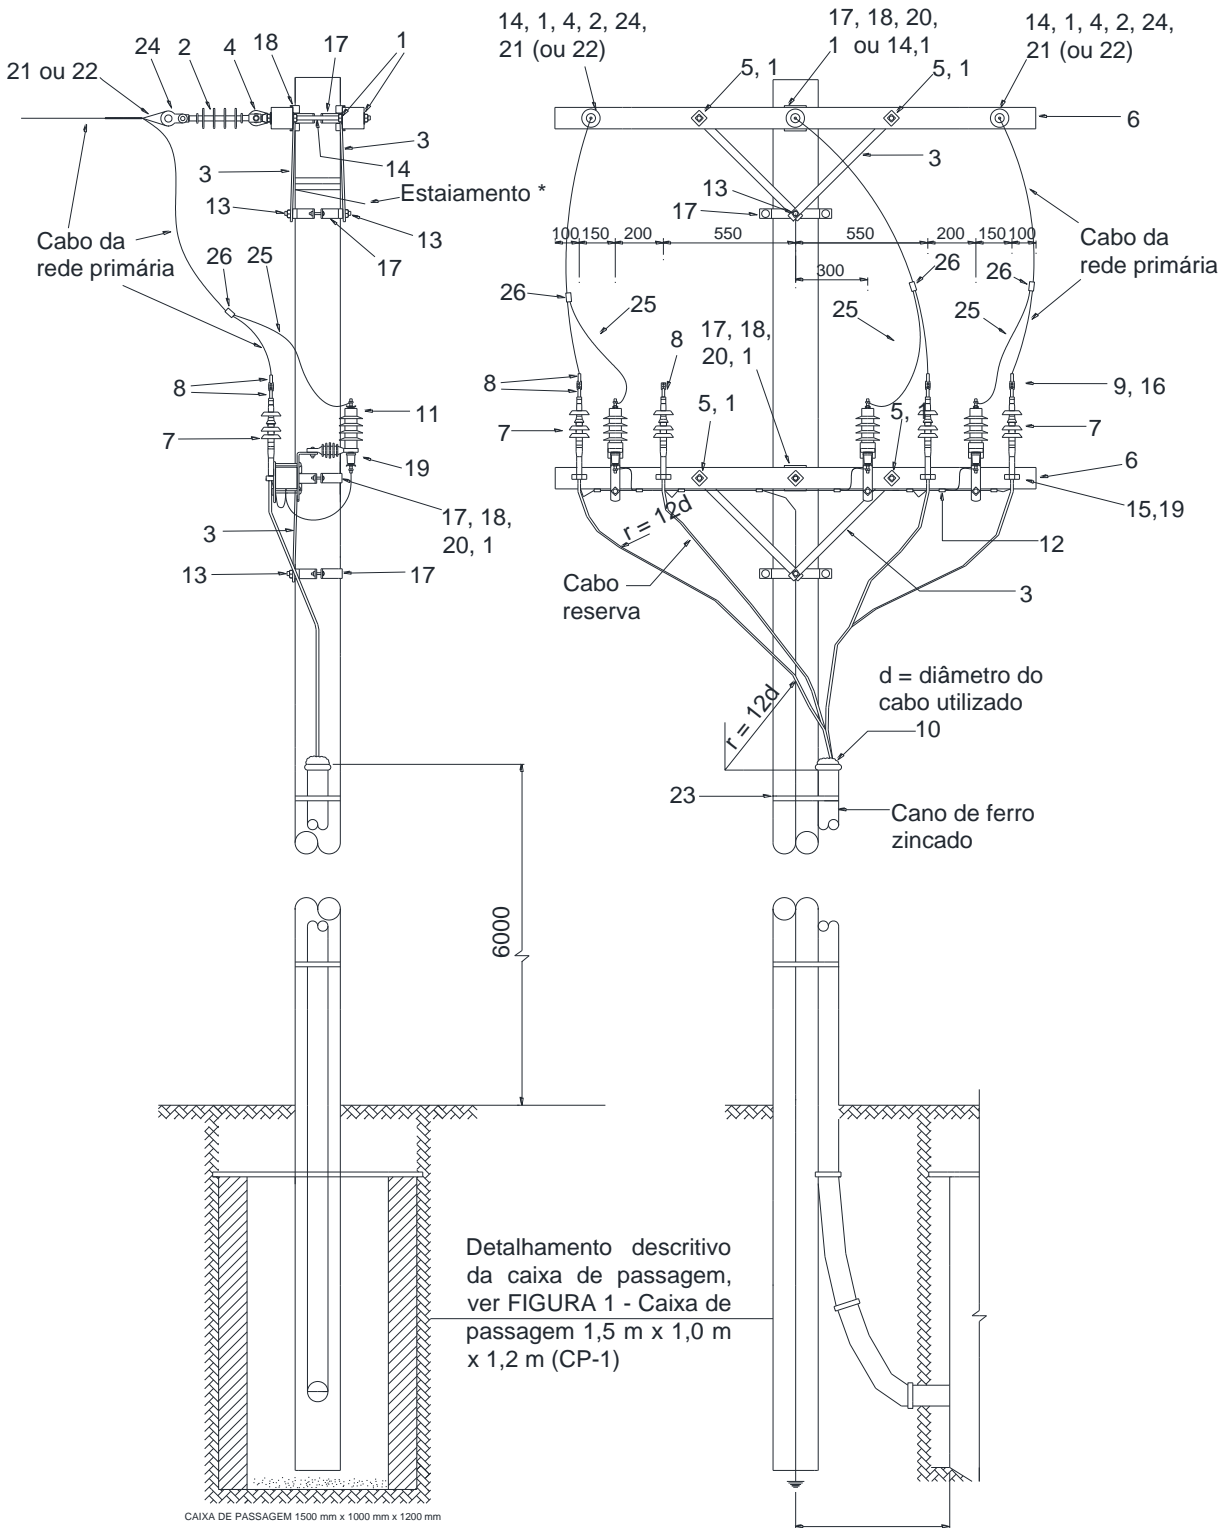 14, 1, 4, 2, 24,
21 (ou 22)
17, 18, 20,
1 ou 14,1
14, 1, 4, 2, 24,
21 (ou 22)
24 2 4 18 17 1
21 ou 22
5, 1
5, 1
6
3
3
14
3
Estaiamento *
13
13
17
13
17
3
Cabo da
rede primária
100 150 200 550 550 200 150 100
300
Cabo da
rede primária
26
25
26
25
26
25
26
25
8
11
7
19
3
17, 18,
20, 1
13
17
8
8
17, 18,
20, 1
5, 1
5, 1
7
9, 16
7
6
15,19
12
3
r = 12d
Cabo
reserva
r = 12d
d = diâmetro do
cabo utilizado
10
23
Cano de ferro
zincado
6000
Detalhamento descritivo
da caixa de passagem,
ver FIGURA 1 - Caixa de
passagem 1,5 m x 1,0 m
x 1,2 m (CP-1)
CAIXA DE PASSAGEM 1500 mm x 1000 mm x 1200 mm